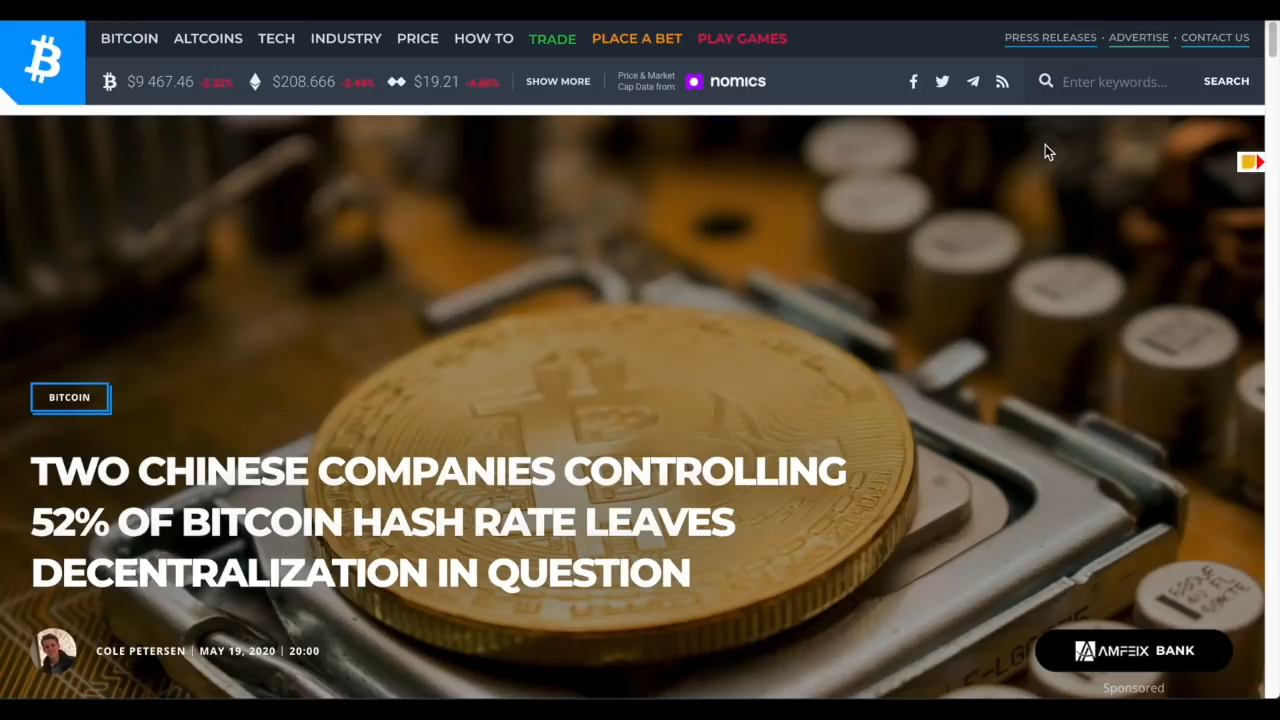 BITCOIN ALTCOINS TECH INDUSTRY PRICE HOW TO TRADE PLACE A BET PLAY GAMES
PRESS RELEASES · ADVERTISE · CONTACT US
$9 467.46 -2.32% $208.666 -2.44% $19.21 -4.60% SHOW MORE
Price & Market
Cap Data from:
nomics
Enter keywords... SEARCH
BITCOIN
TWO CHINESE COMPANIES CONTROLLING
52% OF BITCOIN HASH RATE LEAVES
DECENTRALIZATION IN QUESTION
COLE PETERSEN | MAY 19, 2020 | 20:00
AMFEIX BANK
Sponsored